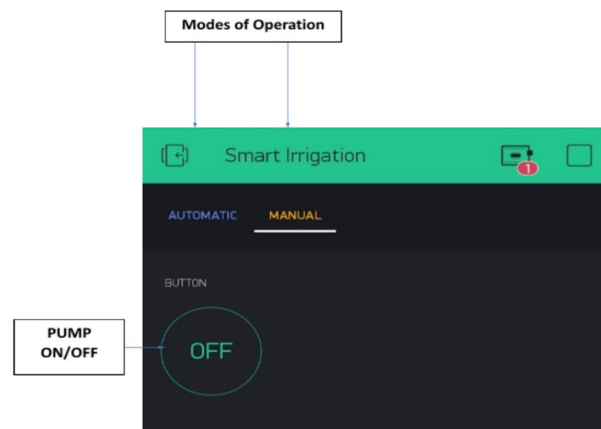 Modes of Operation
Smart Irrigation
1
AUTOMATIC MANUAL
BUTTON
PUMP
ON/OFF
OFF